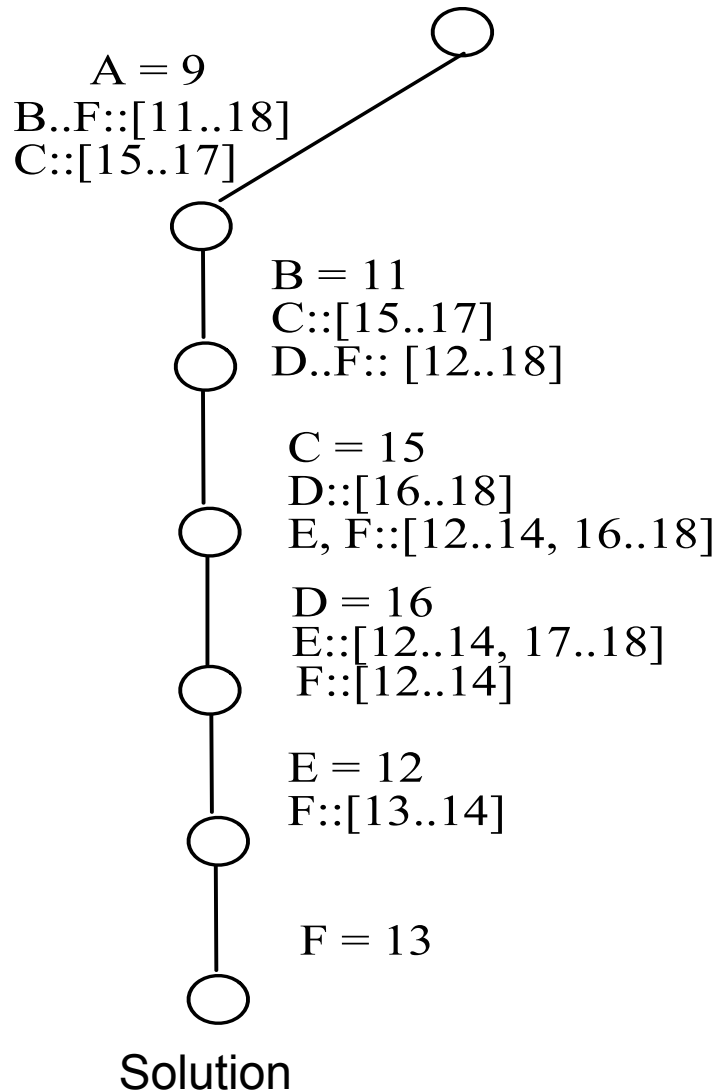 A = 9
B..F::[11..18]
C::[15..17]
B = 11
C::[15..17]
D..F:: [12..18]
C = 15
D::[16..18]
E, F::[12..14, 16..18]
D = 16
E::[12..14, 17..18]
F::[12..14]
E = 12
F::[13..14]
F = 13
Solution